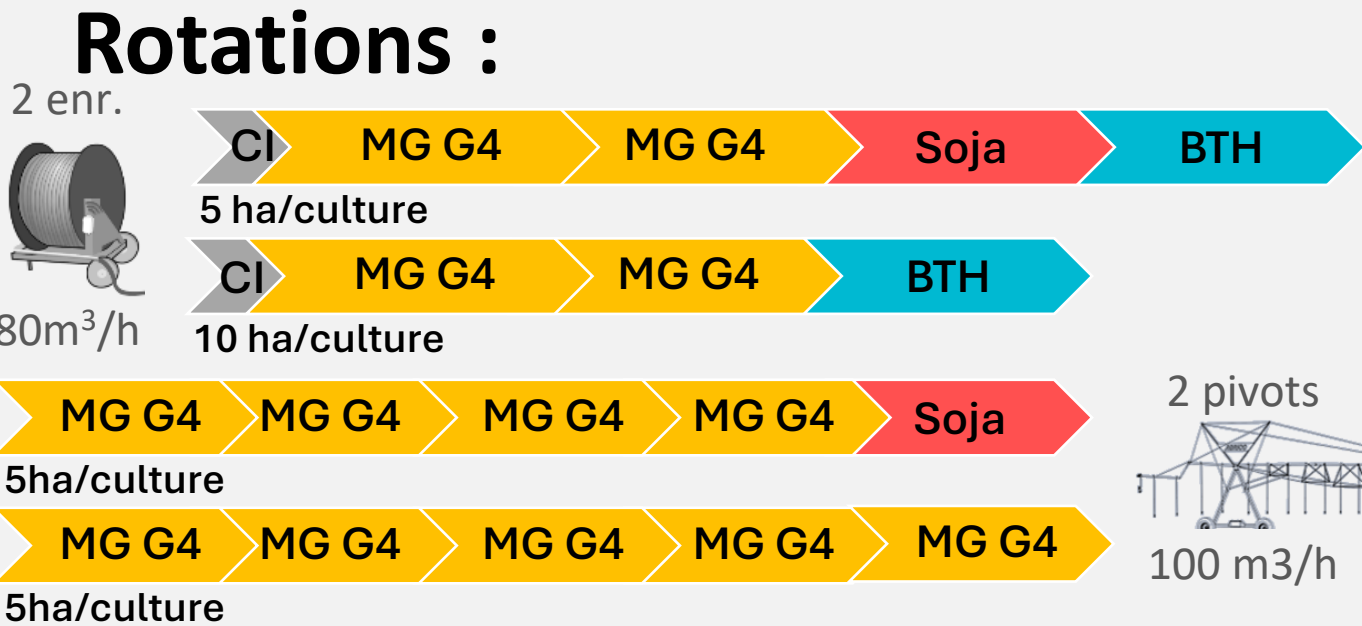 Rotations :
2 enr.
CI MG G4 MG G4 Soja BTH
5 ha/culture
CI MG G4 MG G4 BTH
80m³/h
10 ha/culture
MG G4 MG G4 MG G4 MG G4 Soja
2 pivots
5ha/culture
MG G4 MG G4 MG G4 MG G4 MG G4
100 m3/h
5ha/culture